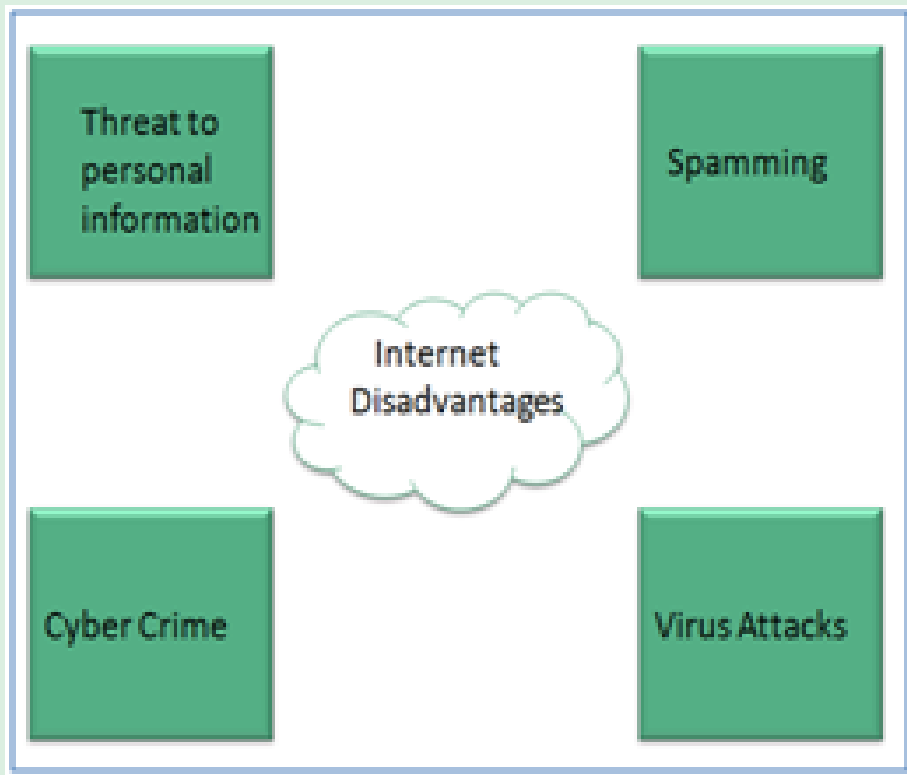 Threat to
personal
information
Spamming
Internet
Disadvantages
Cyber Crime
Virus Attacks